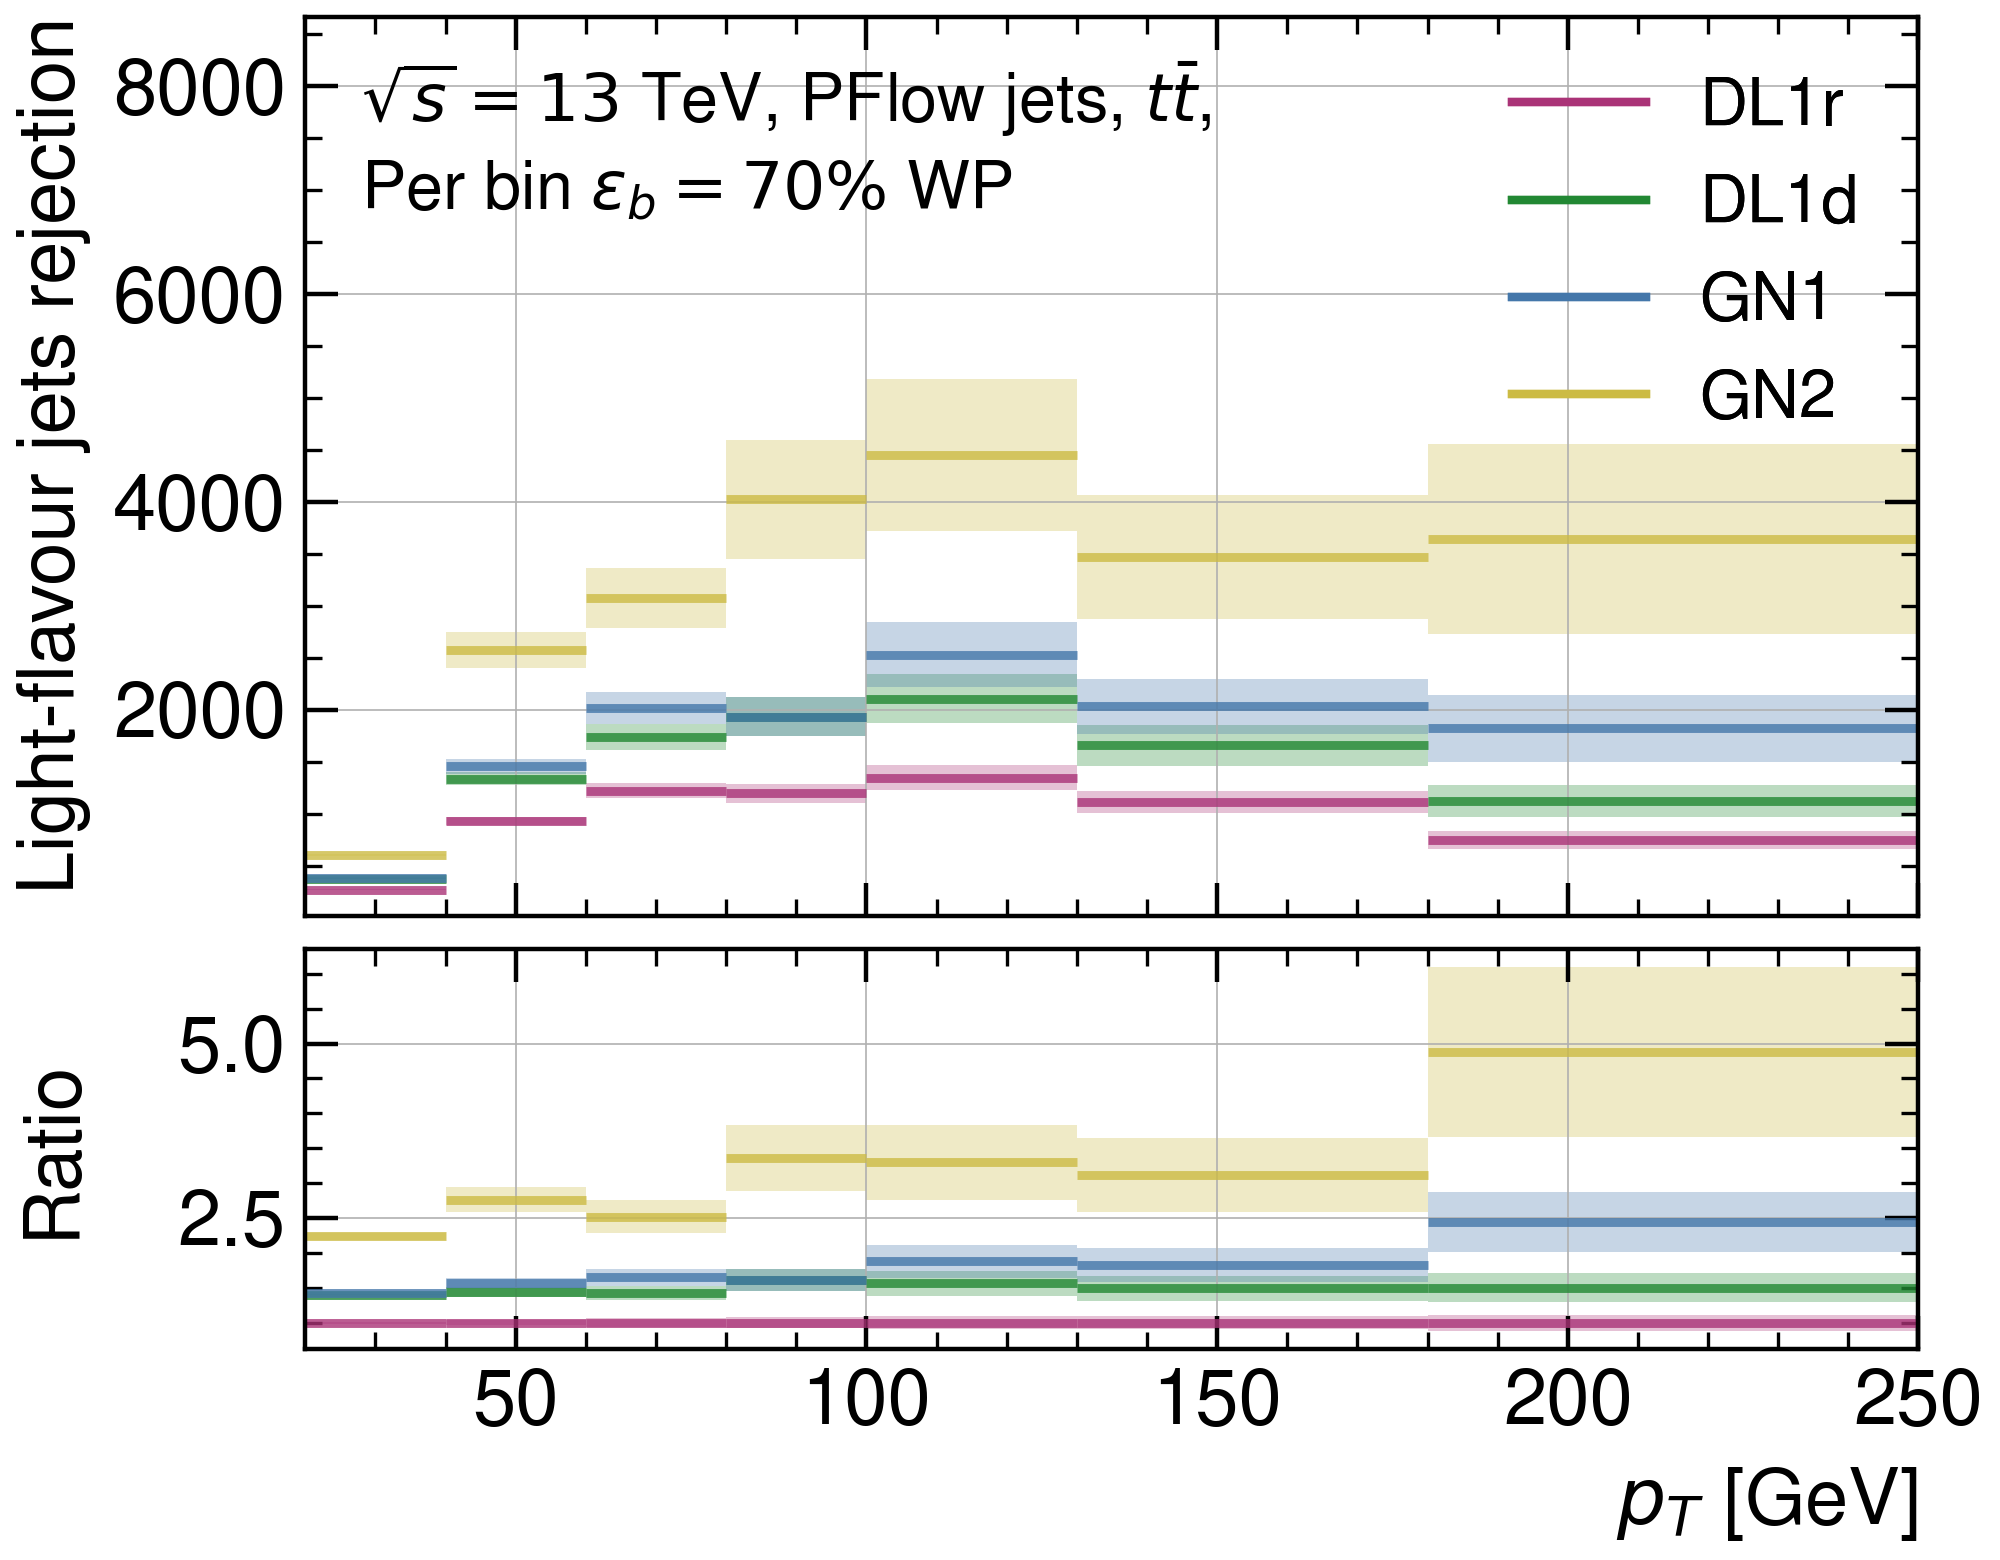 Light-flavour jets rejection
8000
6000
4000
2000
√s = 13 TeV, PFlow jets, tt̄,
Per bin ε_b = 70% WP
DL1r
DL1d
GN1
GN2
Ratio
5.0
2.5
50 100 150 200 250
p_T [GeV]